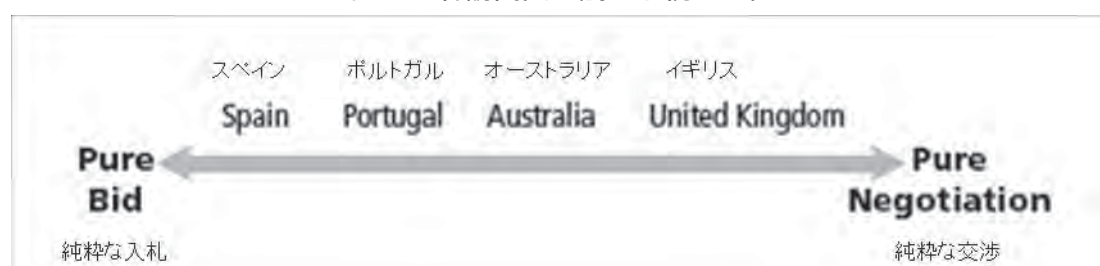 スペイン ポルトガル オーストラリア イギリス
Spain Portugal Australia United Kingdom
Pure Bid
Pure Negotiation
純粋な入札 純粋な交渉